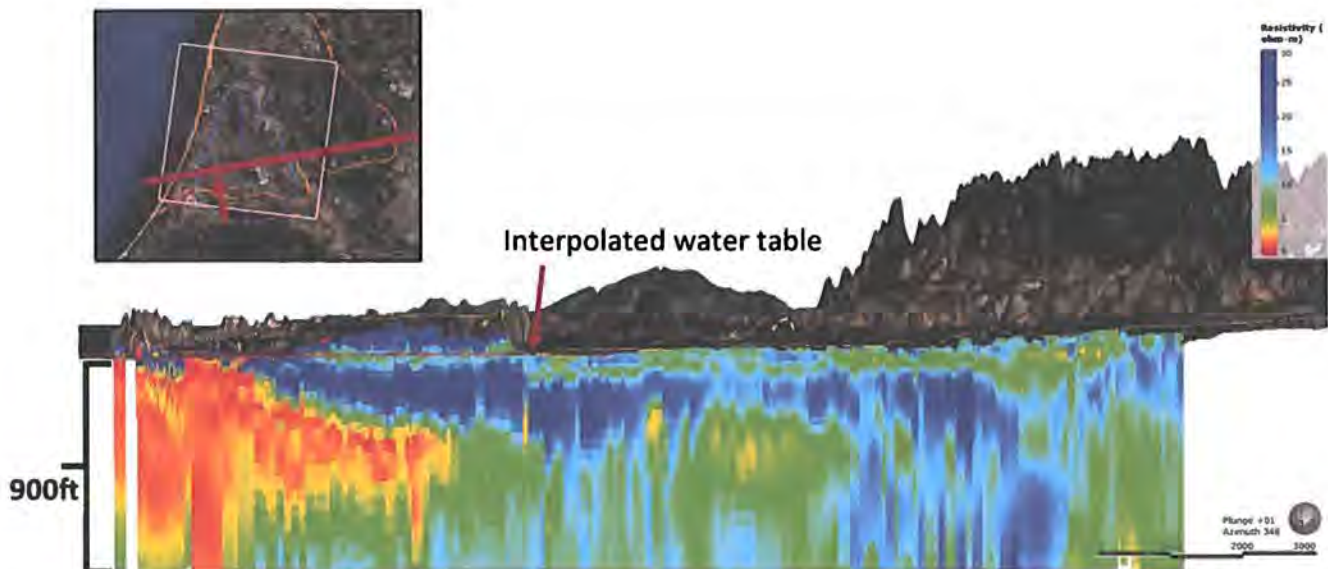 Resistivity (
ohm-m)
30
25
20
15
10
5
Interpolated water table
900ft
Plunge +01
Azimuth 348
2000 3000